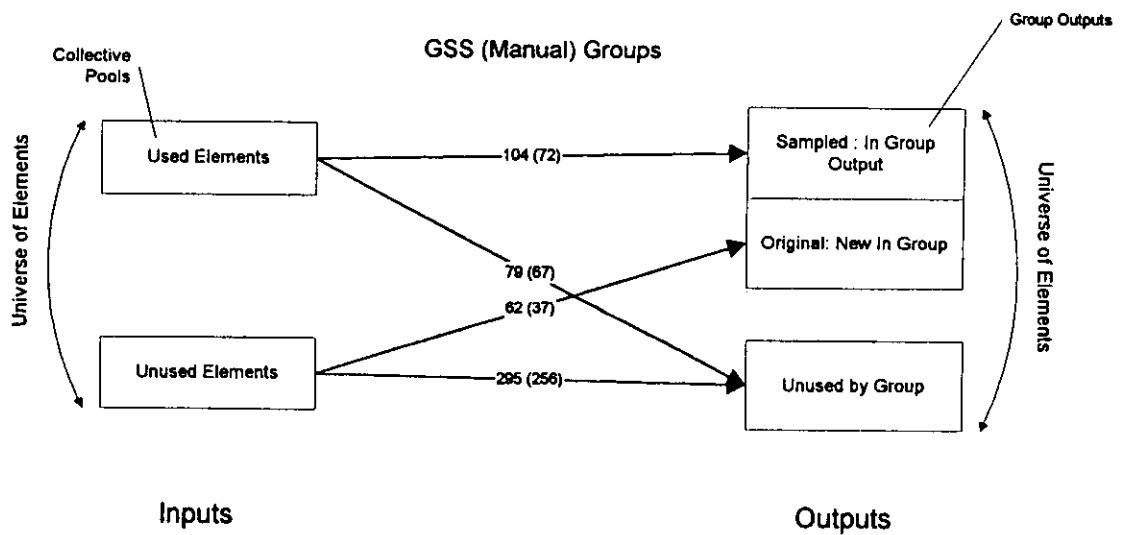 Group Outputs
GSS (Manual) Groups
Collective
Pools
Universe of Elements
Used Elements
104 (72)
Sampled : In Group
Output
Original: New In Group
Universe of Elements
79 (67)
62 (37)
Unused Elements
295 (256)
Unused by Group
Inputs
Outputs